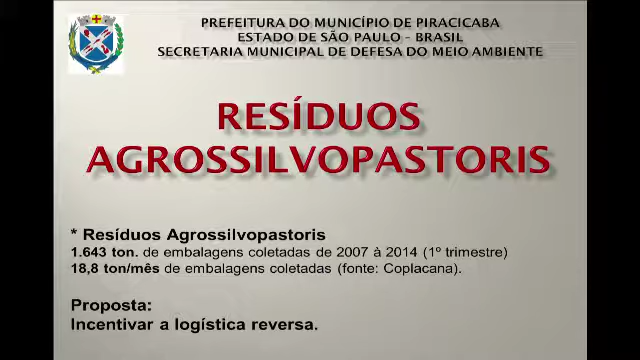 PREFEITURA DO MUNICÍPIO DE PIRACICABA
ESTADO DE SÃO PAULO – BRASIL
SECRETARIA MUNICIPAL DE DEFESA DO MEIO AMBIENTE
RESÍDUOS
AGROSSILVOPASTORIS
* Resíduos Agrossilvopastoris
1.643 ton. de embalagens coletadas de 2007 à 2014 (1º trimestre)
18,8 ton/mês de embalagens coletadas (fonte: Coplacana).
Proposta:
Incentivar a logística reversa.